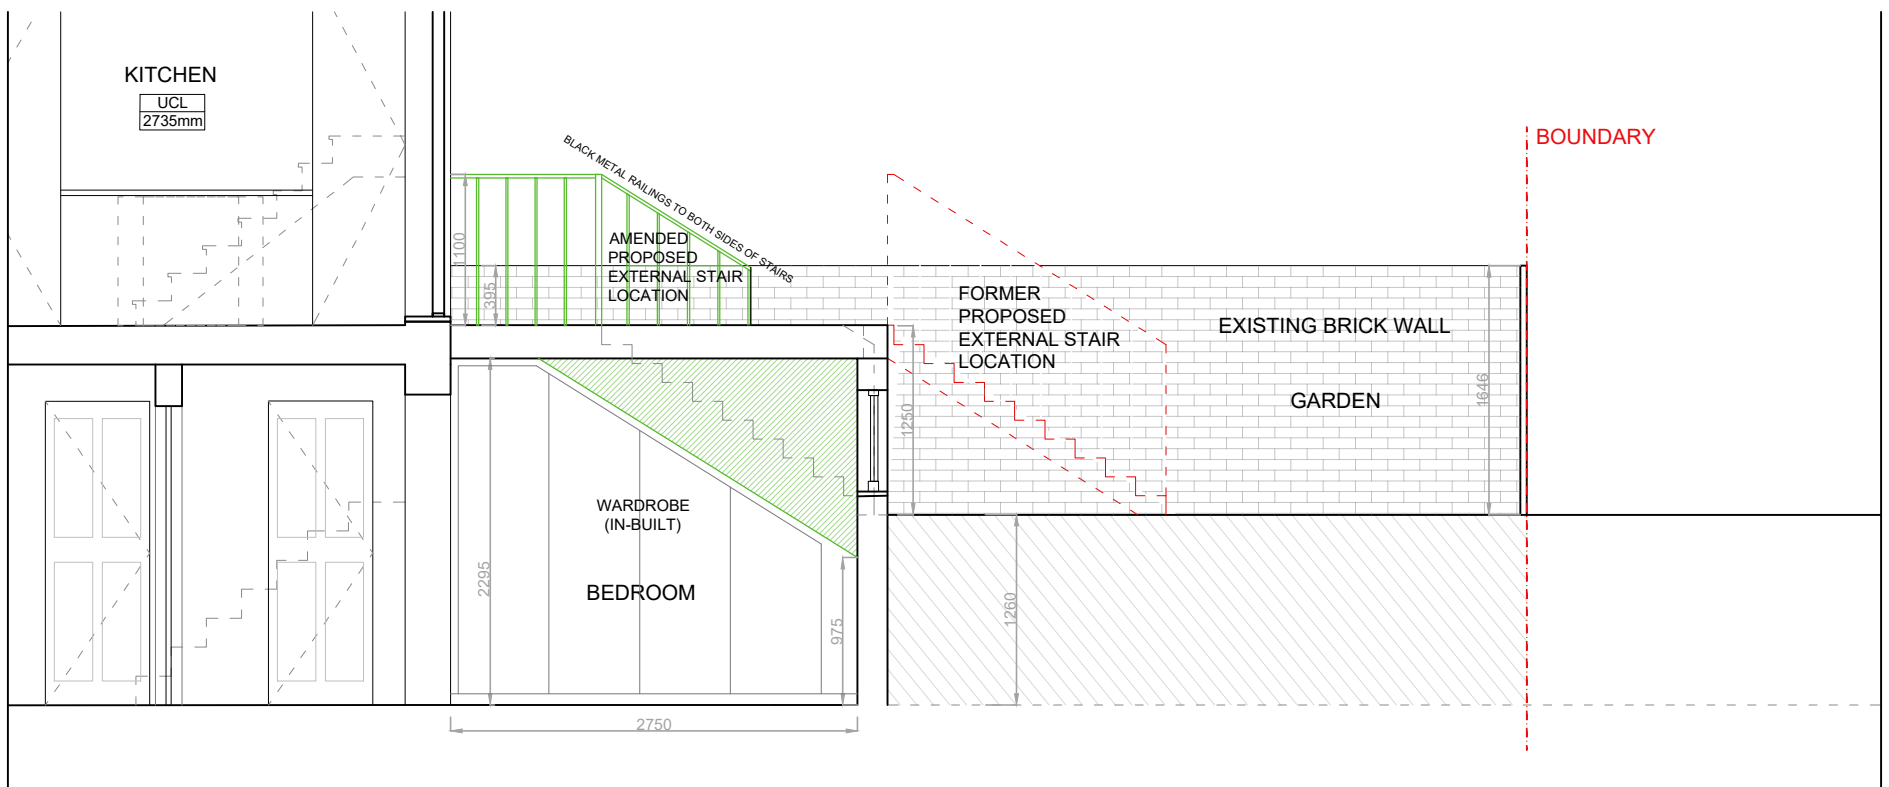 KITCHEN
UCL
2735mm
BOUNDARY
BLACK METAL RAILINGS TO BOTH SIDES OF STAIRS
1100
395
AMENDED
PROPOSED
EXTERNAL STAIR
LOCATION
FORMER
PROPOSED
EXTERNAL STAIR
LOCATION
EXISTING BRICK WALL
GARDEN
1646
1250
WARDROBE
(IN-BUILT)
BEDROOM
2295
975
1260
2750